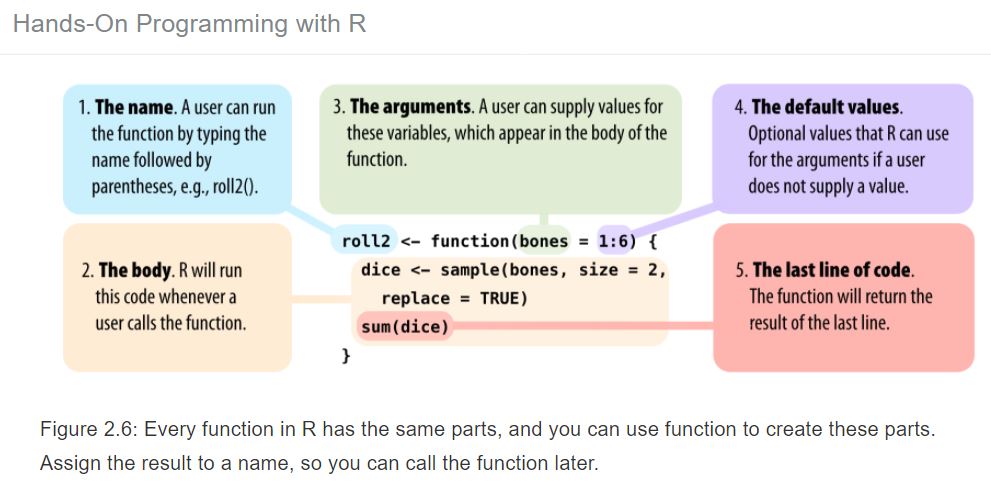 Hands-On Programming with R
1. The name. A user can run
the function by typing the
name followed by
parentheses, e.g., roll2().
3. The arguments. A user can supply values for
these variables, which appear in the body of the
function.
4. The default values.
Optional values that R can use
for the arguments if a user
does not supply a value.
2. The body. R will run
this code whenever a
user calls the function.
roll2 <- function(bones = 1:6) {
dice <- sample(bones, size = 2,
replace = TRUE)
sum(dice)
}
5. The last line of code.
The function will return the
result of the last line.
Figure 2.6: Every function in R has the same parts, and you can use function to create these parts.
Assign the result to a name, so you can call the function later.